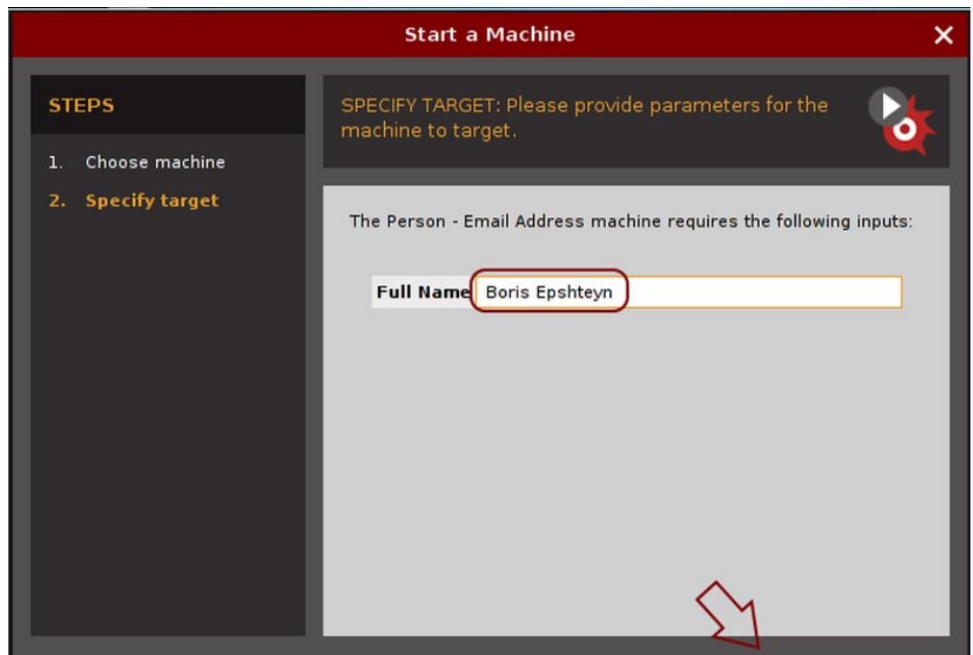 Start a Machine
STEPS
1. Choose machine
2. Specify target
SPECIFY TARGET: Please provide parameters for the
machine to target.
The Person - Email Address machine requires the following inputs:
Full Name Boris Epshteyn